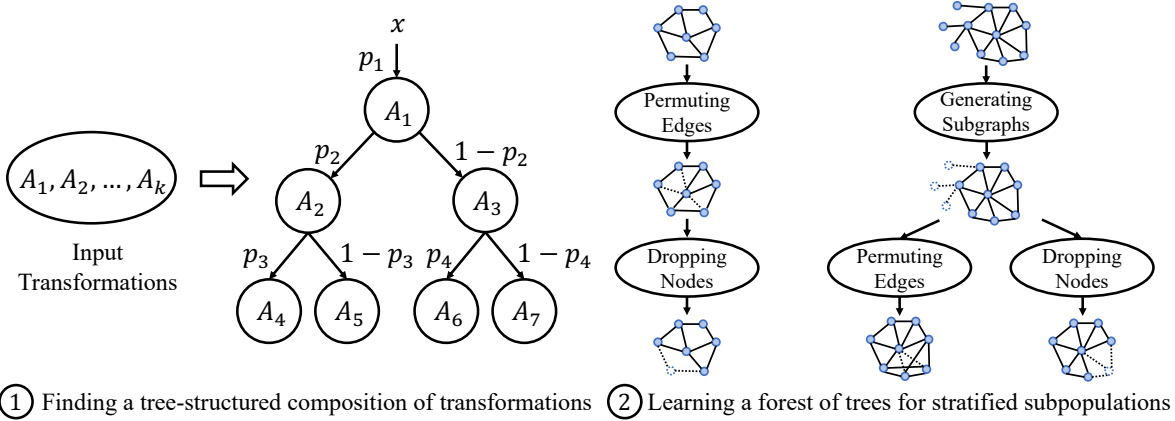 A₁, A₂, …, Aₖ
Input
Transformations
x
p₁
A₁
p₂
1 − p₂
A₂
A₃
p₃
1 − p₃
p₄
1 − p₄
A₄
A₅
A₆
A₇
Permuting
Edges
Dropping
Nodes
Generating
Subgraphs
Permuting
Edges
Dropping
Nodes
1 Finding a tree-structured composition of transformations
2 Learning a forest of trees for stratified subpopulations